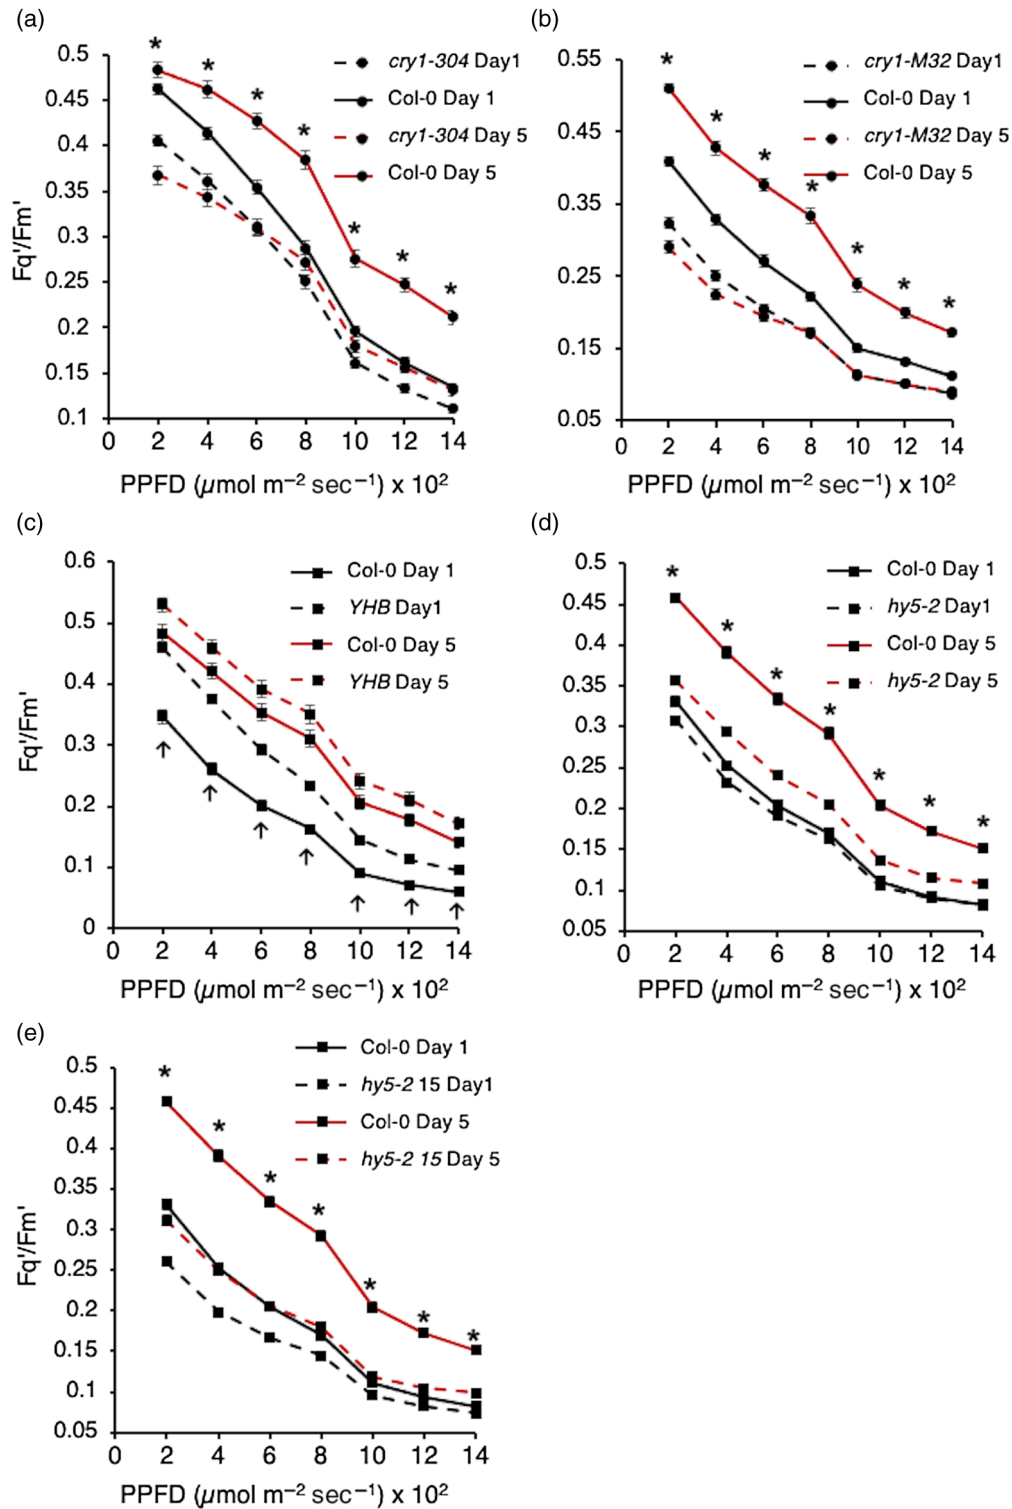 (a)
Fq'/Fm'
0.5
0.45
0.4
0.35
0.3
0.25
0.2
0.15
0.1
0 2 4 6 8 10 12 14
PPFD (µmol m⁻² sec⁻¹) x 10²
* * * * * * *
cry1-304 Day1
Col-0 Day 1
cry1-304 Day 5
Col-0 Day 5
(b)
0.55
0.45
0.35
0.25
0.15
0.05
0 2 4 6 8 10 12 14
PPFD (µmol m⁻² sec⁻¹) x 10²
* * * * * * *
cry1-M32 Day1
Col-0 Day 1
cry1-M32 Day 5
Col-0 Day 5
(c)
Fq'/Fm'
0.6
0.5
0.4
0.3
0.2
0.1
0
0 2 4 6 8 10 12 14
PPFD (µmol m⁻² sec⁻¹) x 10²
Col-0 Day 1
YHB Day1
Col-0 Day 5
YHB Day 5
(d)
0.5
0.45
0.4
0.35
0.3
0.25
0.2
0.15
0.1
0.05
0 2 4 6 8 10 12 14
PPFD (µmol m⁻² sec⁻¹) x 10²
* * * * * * *
Col-0 Day 1
hy5-2 Day1
Col-0 Day 5
hy5-2 Day 5
(e)
Fq'/Fm'
0.5
0.45
0.4
0.35
0.3
0.25
0.2
0.15
0.1
0.05
0 2 4 6 8 10 12 14
PPFD (µmol m⁻² sec⁻¹) x 10²
* * * * * * *
Col-0 Day 1
hy5-2 15 Day1
Col-0 Day 5
hy5-2 15 Day 5